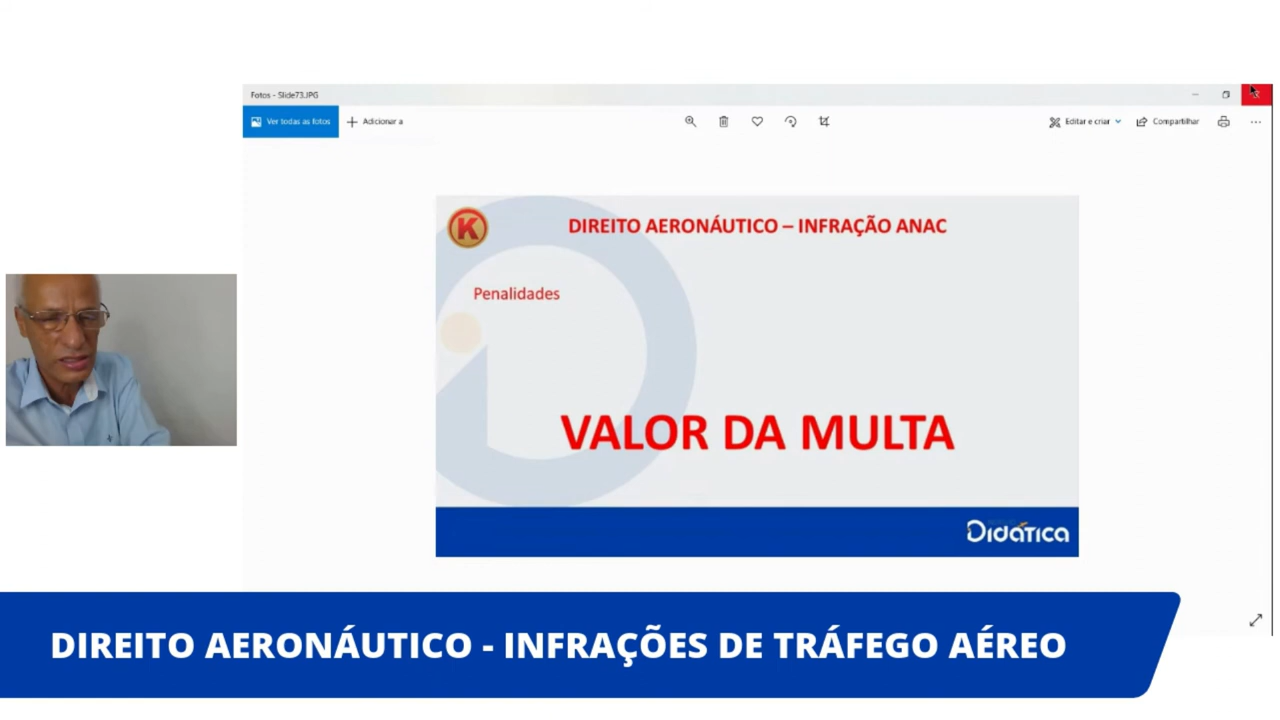 Fotos - Slide73.JPG
Ver todas as fotos
Adicionar a
Editar e criar
Compartilhar
K
DIREITO AERONÁUTICO – INFRAÇÃO ANAC
Penalidades
VALOR DA MULTA
Didática
DIREITO AERONÁUTICO - INFRAÇÕES DE TRÁFEGO AÉREO